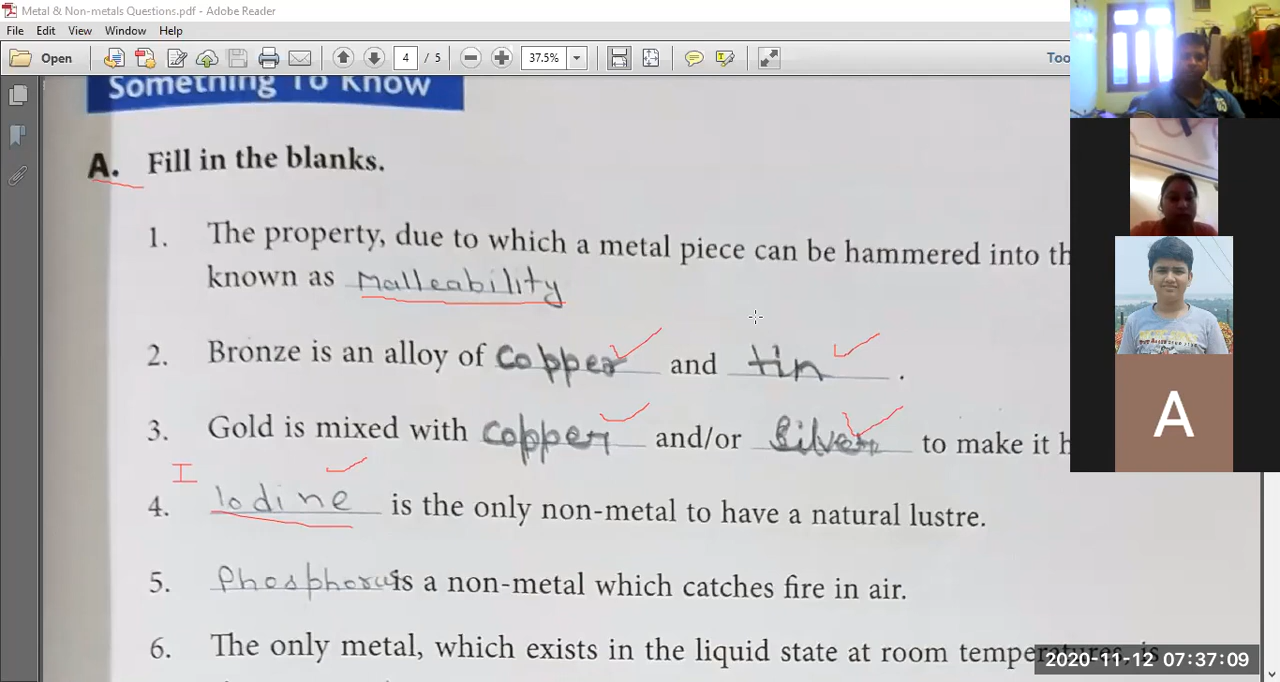 Metal & Non-metals Questions.pdf - Adobe Reader
File Edit View Window Help
Open 4 / 5 37.5% Too
Something To Know
A. Fill in the blanks.
1. The property, due to which a metal piece can be hammered into th
known as Malleability
2. Bronze is an alloy of Copper and tin .
3. Gold is mixed with Copper and/or Silver to make it h
I
4. Iodine is the only non-metal to have a natural lustre.
5. Phosphorus is a non-metal which catches fire in air.
6. The only metal, which exists in the liquid state at room temperatures, is
A
2020-11-12 07:37:09